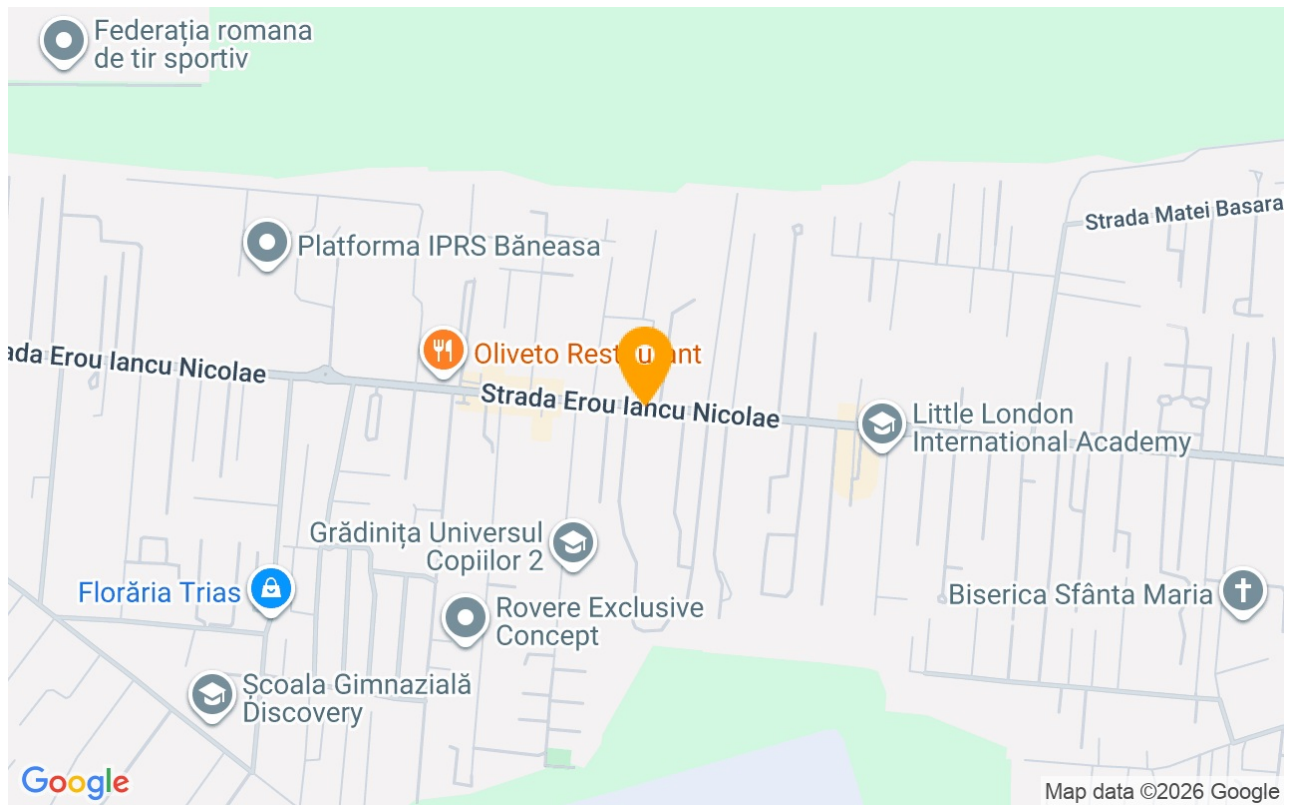 Federația romana
de tir sportiv
Strada Matei Basara
Platforma IPRS Băneasa
Oliveto Restaurant
ada Erou Iancu Nicolae
Strada Erou Iancu Nicolae
Little London
International Academy
Grădinița Universul
Copiilor 2
Florăria Trias
Biserica Sfânta Maria
Rovere Exclusive
Concept
Școala Gimnazială
Discovery
Google
Map data ©2026 Google